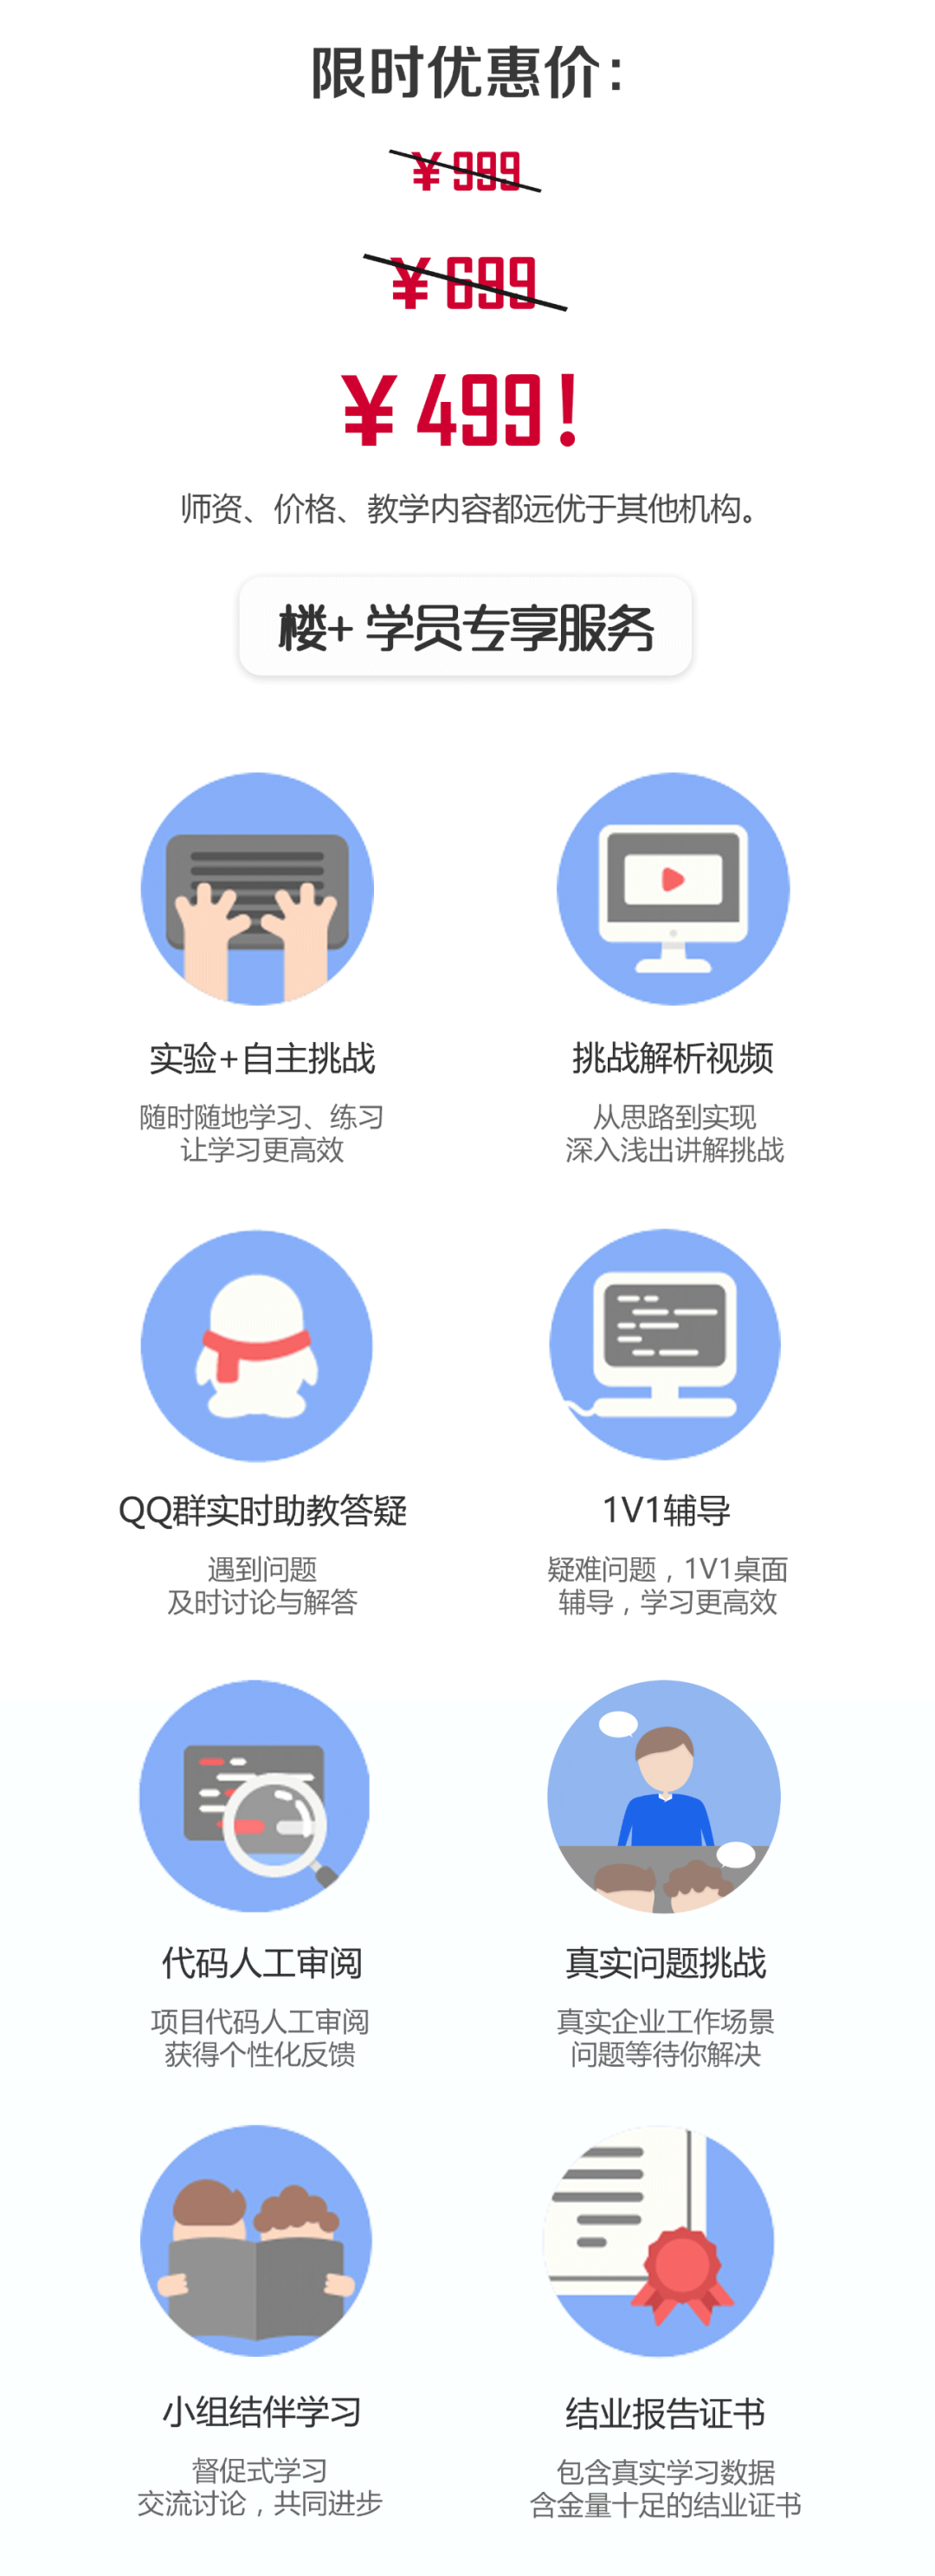 限时优惠价：
￥999
￥699
￥499！
师资、价格、教学内容都远优于其他机构。
楼+ 学员专享服务
实验+自主挑战
随时随地学习、练习
让学习更高效
挑战解析视频
从思路到实现
深入浅出讲解挑战
QQ群实时助教答疑
遇到问题
及时讨论与解答
1V1辅导
疑难问题，1V1桌面
辅导，学习更高效
代码人工审阅
项目代码人工审阅
获得个性化反馈
真实问题挑战
真实企业工作场景
问题等待你解决
小组结伴学习
督促式学习
交流讨论，共同进步
结业报告证书
包含真实学习数据
含金量十足的结业证书